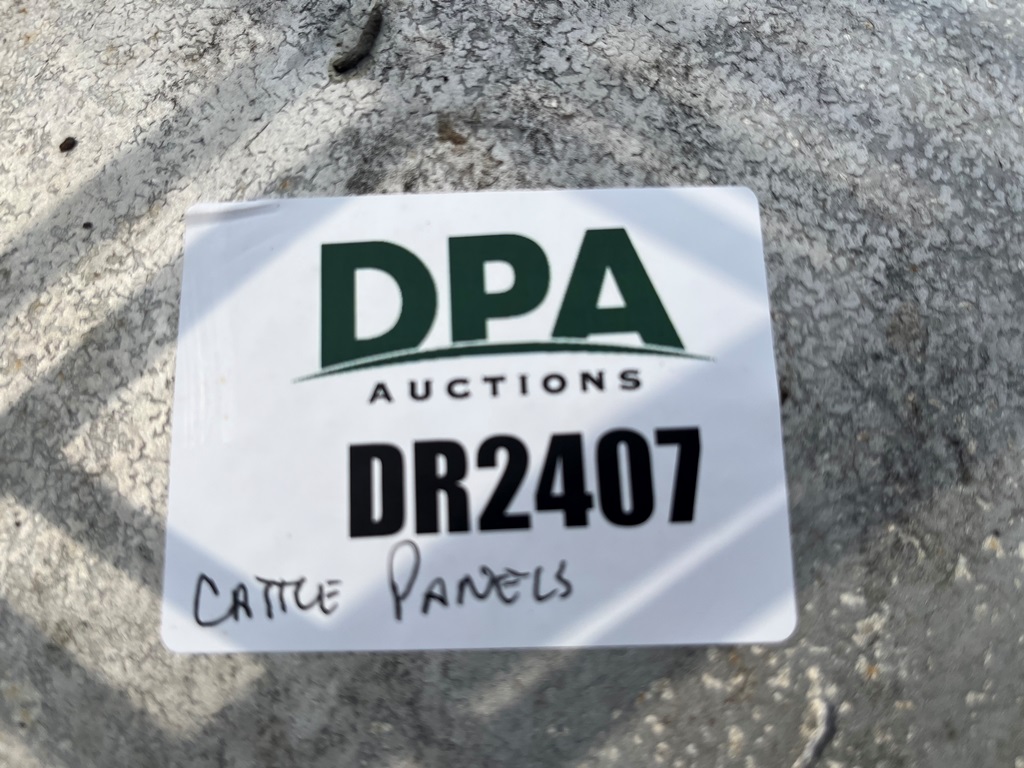 DPA
AUCTIONS
DR2407
CATTLE PANELS